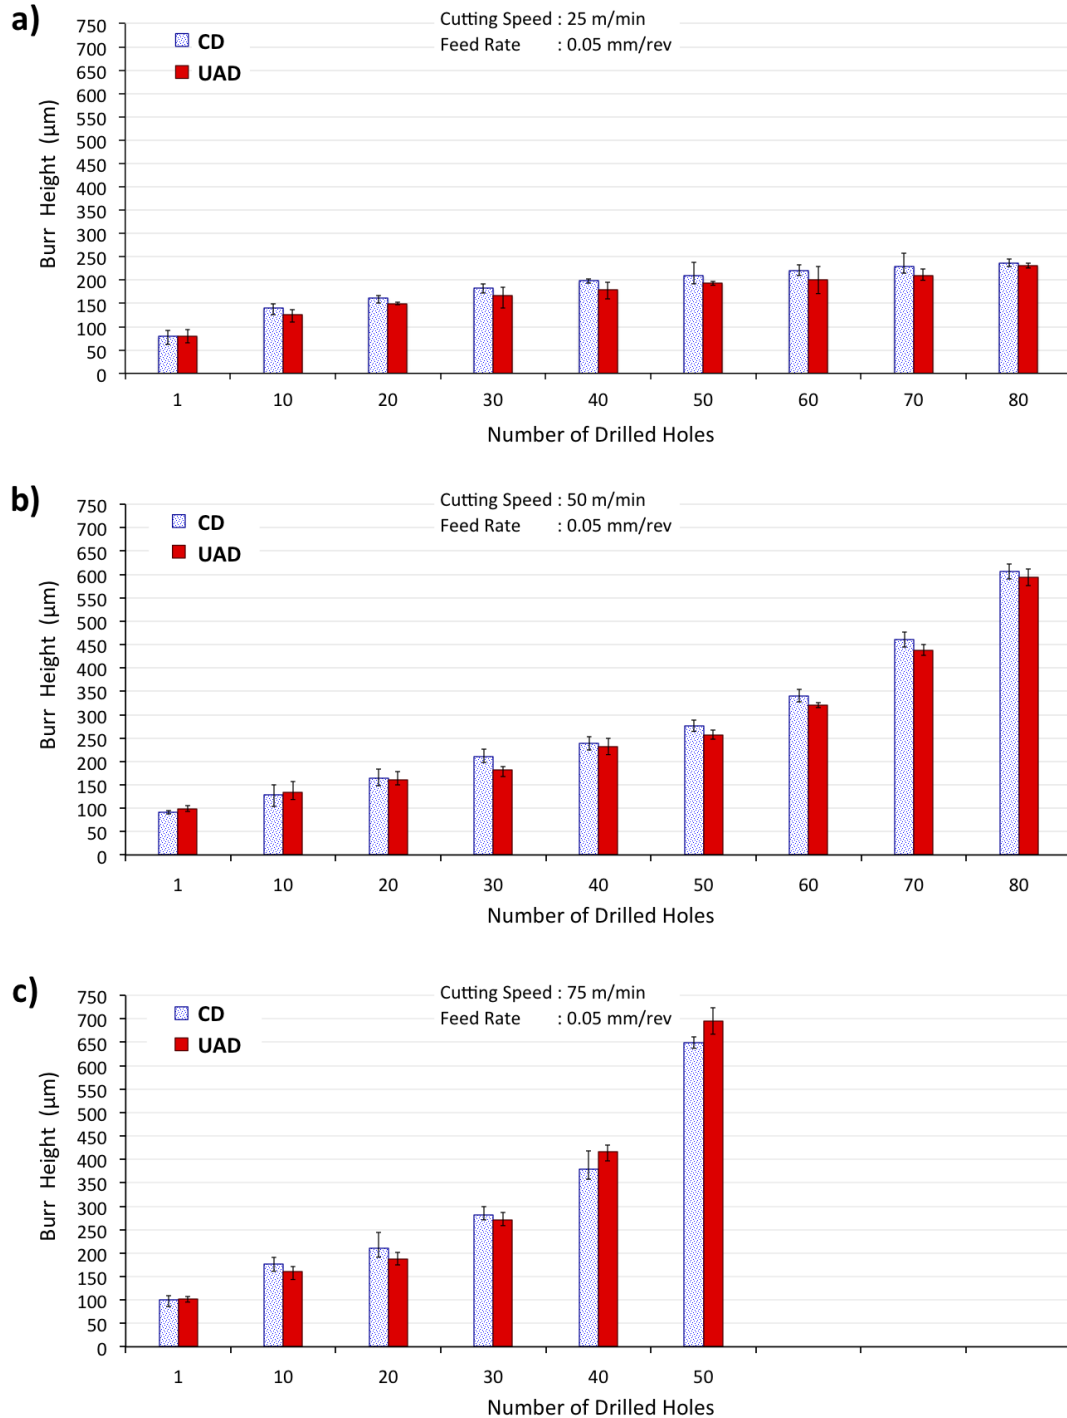 a)
Cutting Speed : 25 m/min
Feed Rate : 0.05 mm/rev
CD
UAD
Burr Height (μm)
750
700
650
600
550
500
450
400
350
300
250
200
150
100
50
0
1 10 20 30 40 50 60 70 80
Number of Drilled Holes
b)
Cutting Speed : 50 m/min
Feed Rate : 0.05 mm/rev
CD
UAD
Burr Height (μm)
750
700
650
600
550
500
450
400
350
300
250
200
150
100
50
0
1 10 20 30 40 50 60 70 80
Number of Drilled Holes
c)
Cutting Speed : 75 m/min
Feed Rate : 0.05 mm/rev
CD
UAD
Burr Height (μm)
750
700
650
600
550
500
450
400
350
300
250
200
150
100
50
0
1 10 20 30 40 50
Number of Drilled Holes